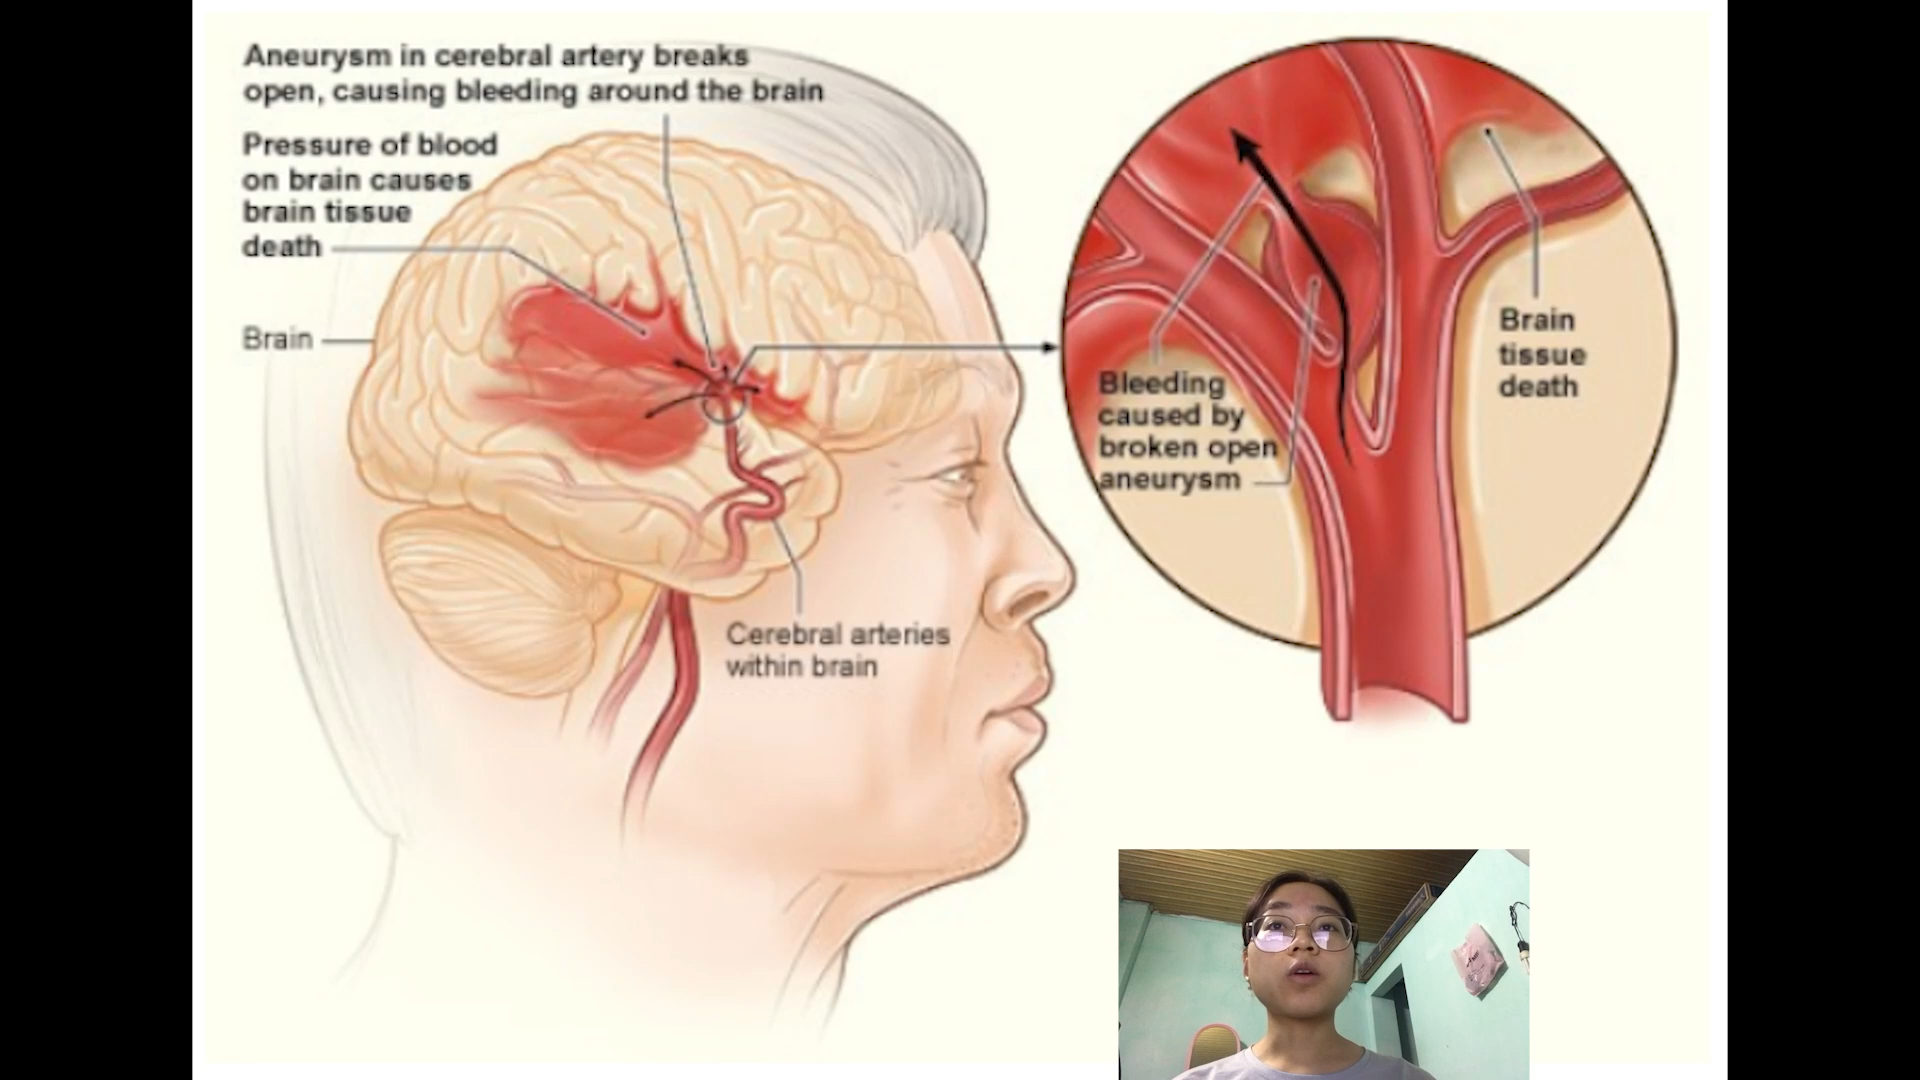 Aneurysm in cerebral artery breaks
open, causing bleeding around the brain
Pressure of blood
on brain causes
brain tissue
death
Brain
Cerebral arteries
within brain
Bleeding
caused by
broken open
aneurysm
Brain
tissue
death